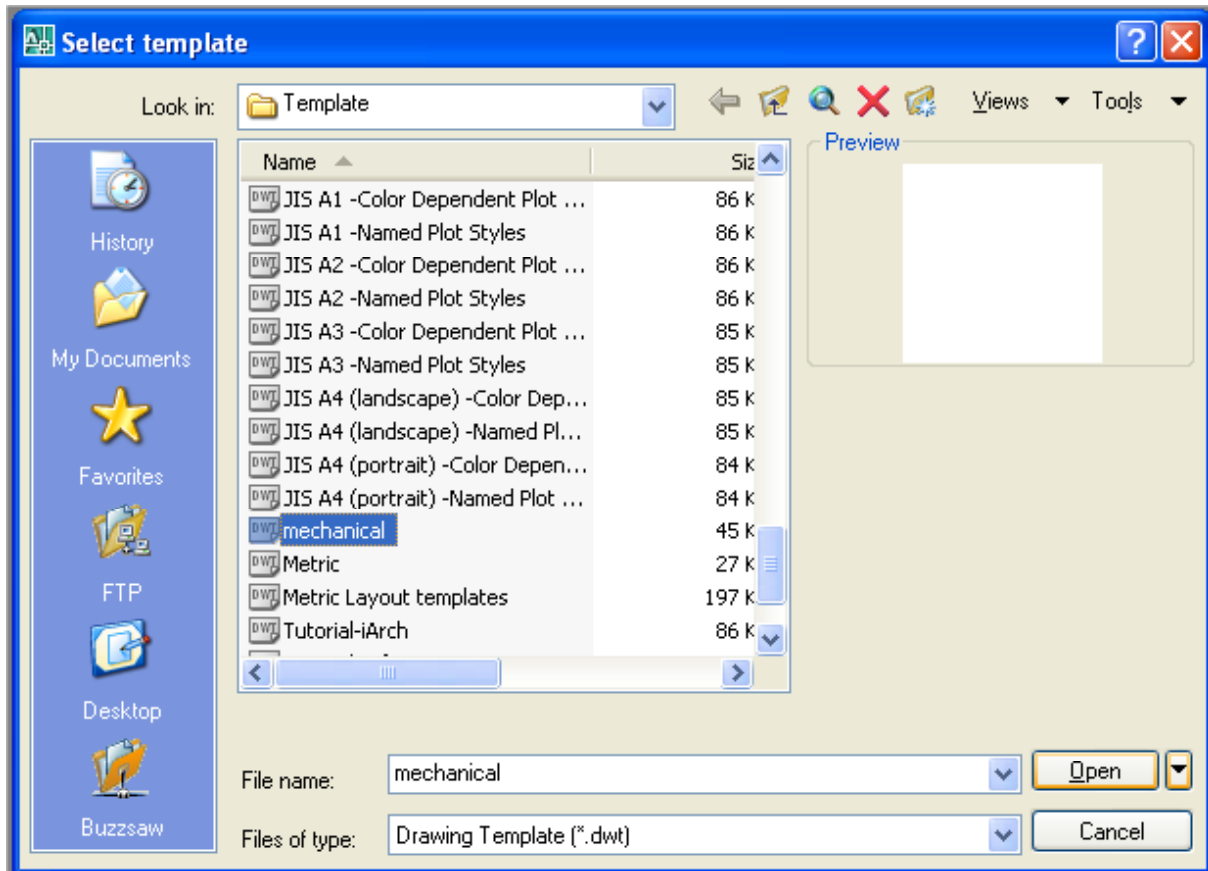 Select template
Look in: Template Views Tools
Name Siz
Preview
JIS A1 -Color Dependent Plot ... 86 K
JIS A1 -Named Plot Styles 86 K
JIS A2 -Color Dependent Plot ... 86 K
JIS A2 -Named Plot Styles 86 K
JIS A3 -Color Dependent Plot ... 85 K
JIS A3 -Named Plot Styles 85 K
JIS A4 (landscape) -Color Dep... 85 K
JIS A4 (landscape) -Named Pl... 85 K
JIS A4 (portrait) -Color Depen... 84 K
JIS A4 (portrait) -Named Plot ... 84 K
mechanical 45 K
Metric 27 K
Metric Layout templates 197 K
Tutorial-iArch 86 K
History
My Documents
Favorites
FTP
Desktop
Buzzsaw
File name: mechanical Open
Files of type: Drawing Template (*.dwt) Cancel